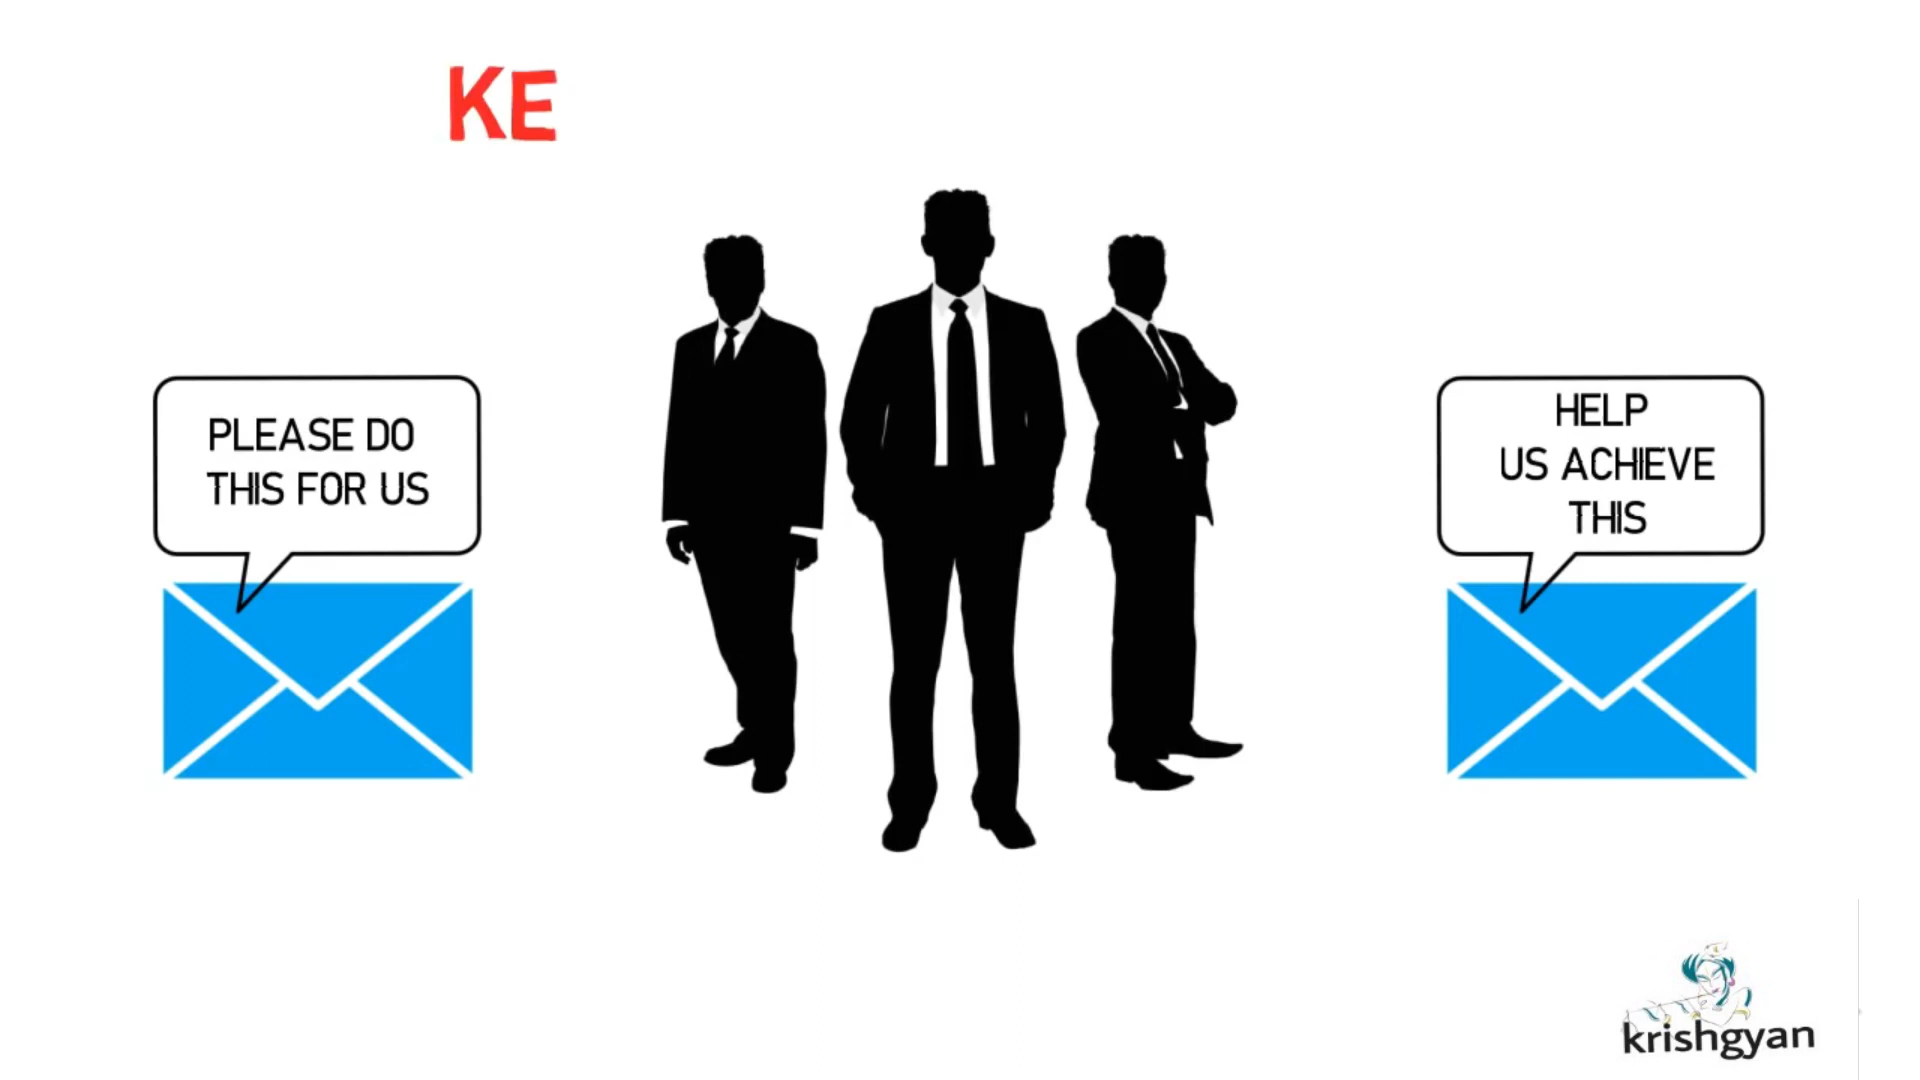 KE
PLEASE DO
THIS FOR US
HELP
US ACHIEVE
THIS
krishgyan